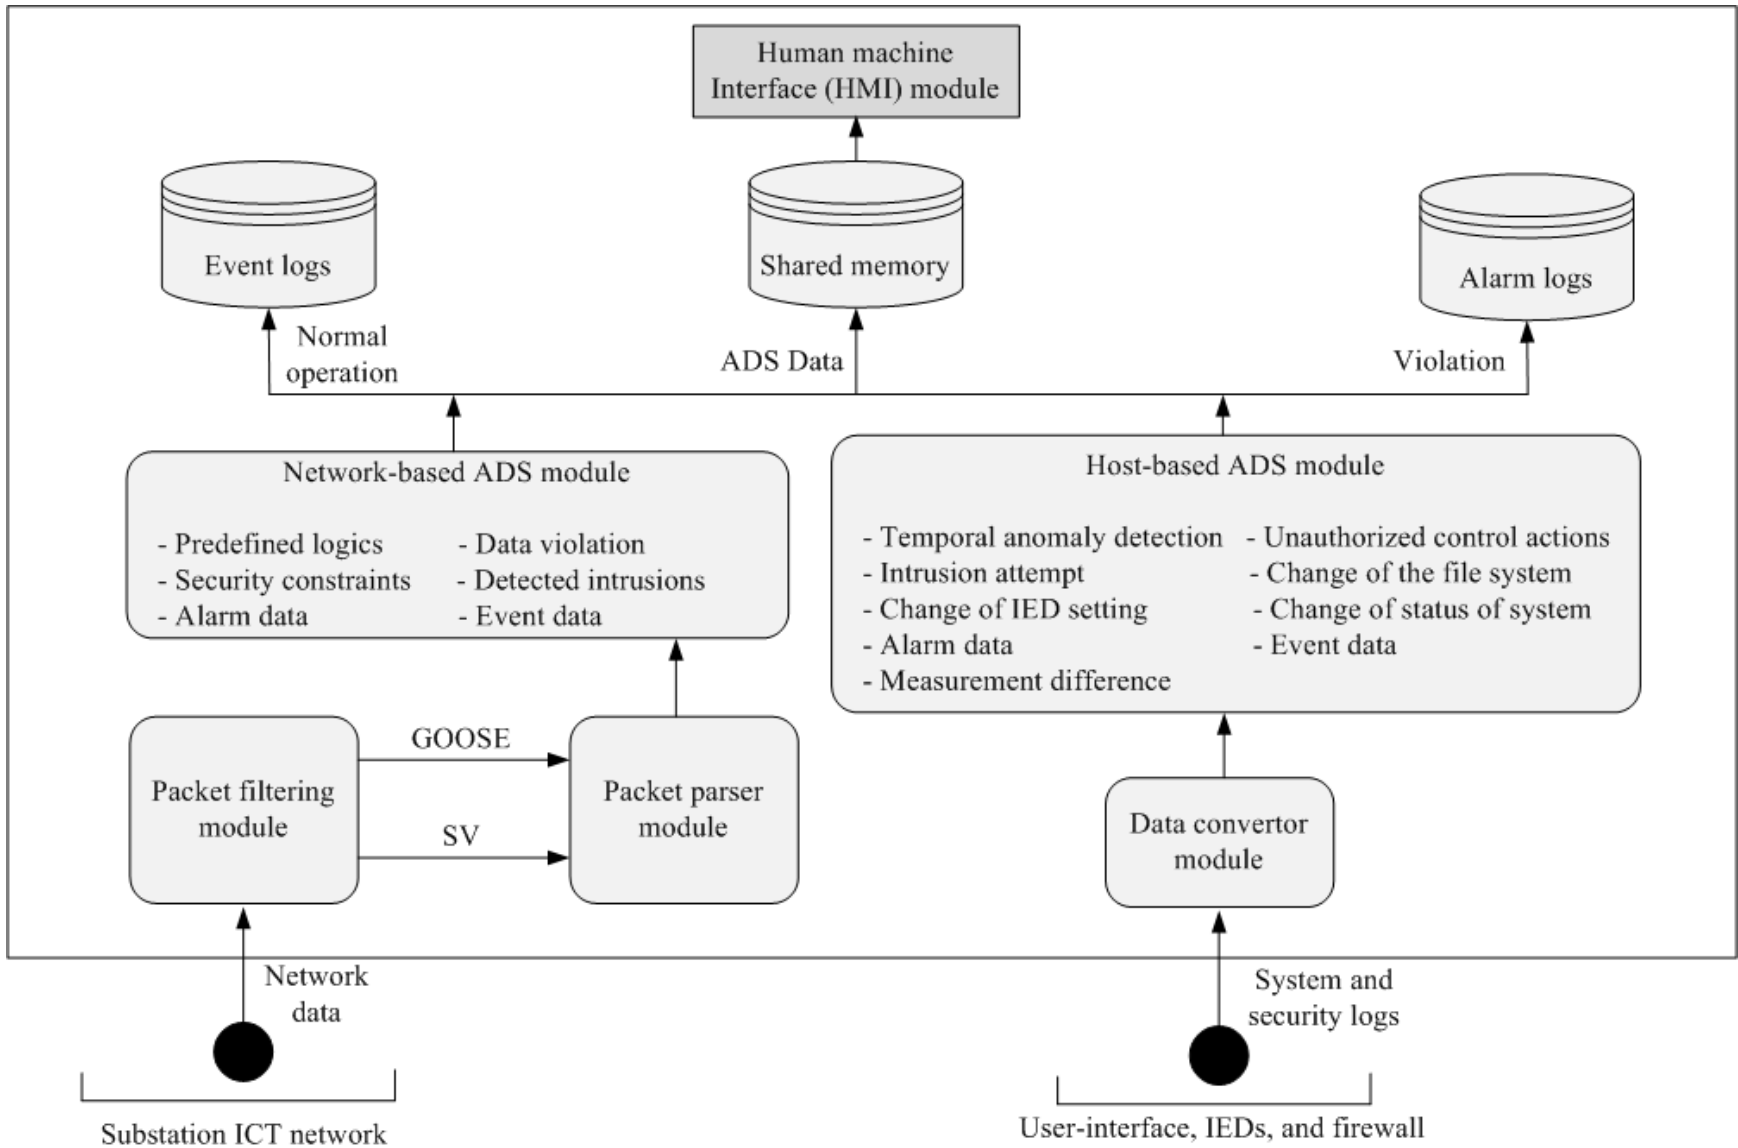 Human machine
Interface (HMI) module
Event logs
Shared memory
Alarm logs
Normal
operation
ADS Data
Violation
Network-based ADS module
- Predefined logics
- Security constraints
- Alarm data
- Data violation
- Detected intrusions
- Event data
Host-based ADS module
- Temporal anomaly detection
- Intrusion attempt
- Change of IED setting
- Alarm data
- Measurement difference
- Unauthorized control actions
- Change of the file system
- Change of status of system
- Event data
Packet filtering
module
GOOSE
SV
Packet parser
module
Data convertor
module
Network
data
System and
security logs
Substation ICT network
User-interface, IEDs, and firewall